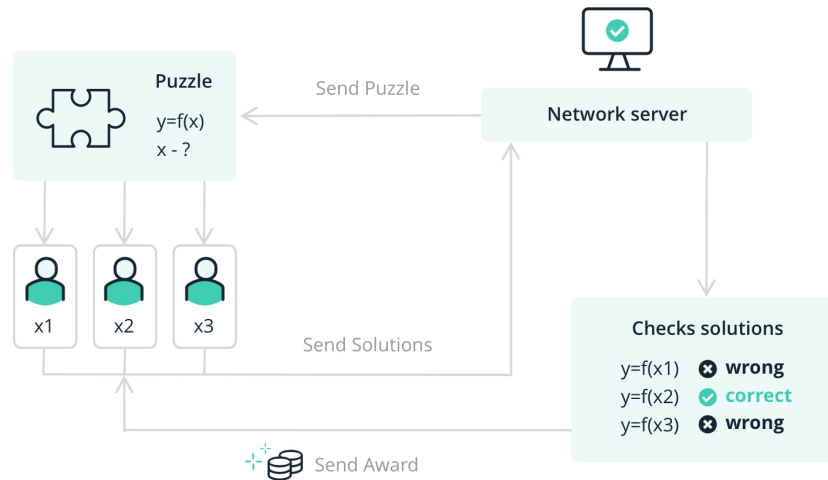 Puzzle
y=f(x)
x - ?
Send Puzzle
Network server
x1
x2
x3
Send Solutions
Checks solutions
y=f(x1) wrong
y=f(x2) correct
y=f(x3) wrong
Send Award